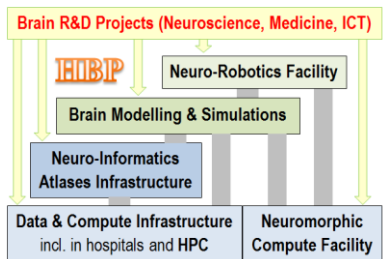 Brain R&D Projects (Neuroscience, Medicine, ICT)
HBP
Neuro-Robotics Facility
Brain Modelling & Simulations
Neuro-Informatics
Atlases Infrastructure
Data & Compute Infrastructure
incl. in hospitals and HPC
Neuromorphic
Compute Facility